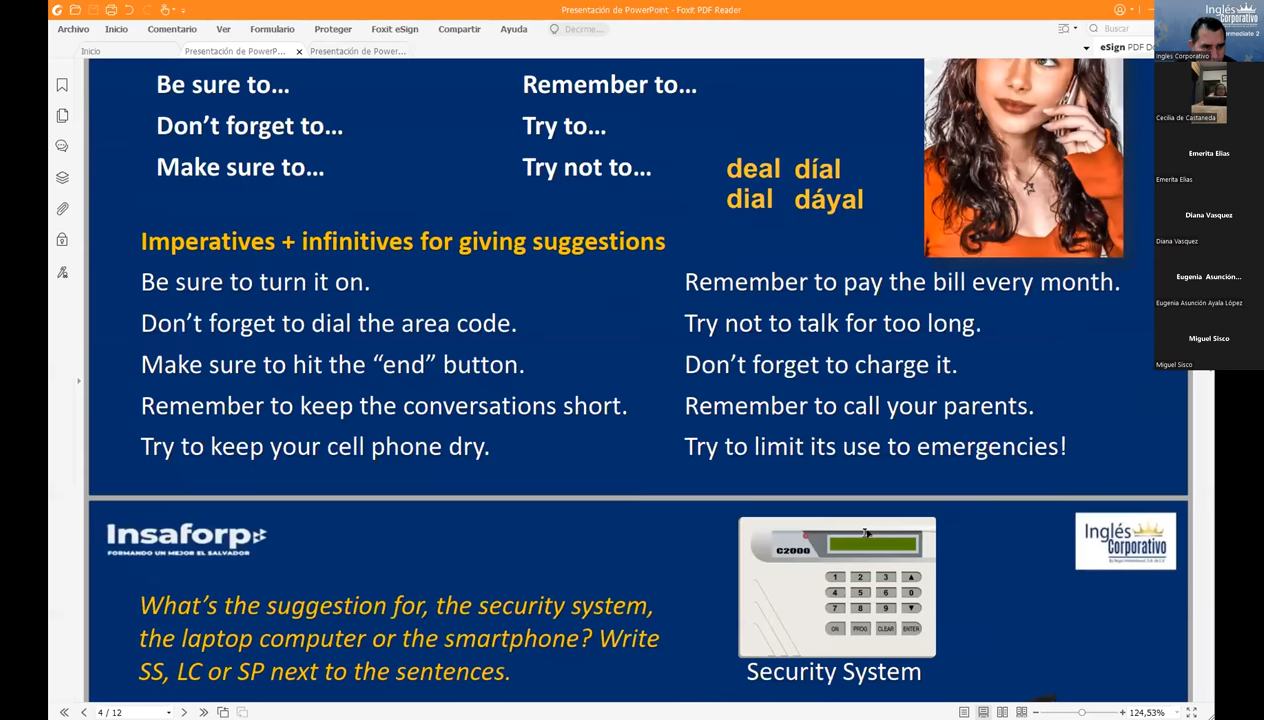 Presentación de PowerPoint - Foxit PDF Reader
Archivo Inicio Comentario Ver Formulario Proteger Foxit eSign Compartir Ayuda Decirme... Buscar
Inicio Presentación de PowerP... Presentación de Power... eSign PDF
Be sure to... Remember to...
Don't forget to... Try to...
Make sure to... Try not to...
deal díal
dial dáyal
Imperatives + infinitives for giving suggestions
Be sure to turn it on.
Don't forget to dial the area code.
Make sure to hit the “end” button.
Remember to keep the conversations short.
Try to keep your cell phone dry.
Remember to pay the bill every month.
Try not to talk for too long.
Don't forget to charge it.
Remember to call your parents.
Try to limit its use to emergencies!
Insaforp
FORMANDO UN MEJOR EL SALVADOR
What's the suggestion for, the security system,
the laptop computer or the smartphone? Write
SS, LC or SP next to the sentences.
C2000
1 2 3
4 5 6 0
7 8 9
ON PROG CLEAR ENTER
Security System
Inglés
Corporativo
Inglés
Corporativo
Ingles Corporativo
Cecilia de Castaneda
Emerita Elias
Emerita Elias
Diana Vasquez
Diana Vasquez
Eugenia Asunción...
Eugenia Asunción Ayala López
Miguel Sisco
Miguel Sisco
4 / 12
124,53%